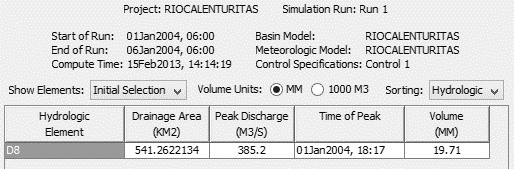 Project: RIOCALENTURITAS Simulation Run: Run 1
Start of Run: 01Jan2004, 06:00 Basin Model: RIOCALENTURITAS
End of Run: 06Jan2004, 06:00 Meteorologic Model: RIOCALENTURITAS
Compute Time: 15Feb2013, 14:14:19 Control Specifications: Control 1
Show Elements: Initial Selection Volume Units: MM 1000 M3 Sorting: Hydrologic
Hydrologic Drainage Area Peak Discharge Time of Peak Volume
Element (KM2) (M3/S) (MM)
D8 541.2622134 385.2 01Jan2004, 18:17 19.71